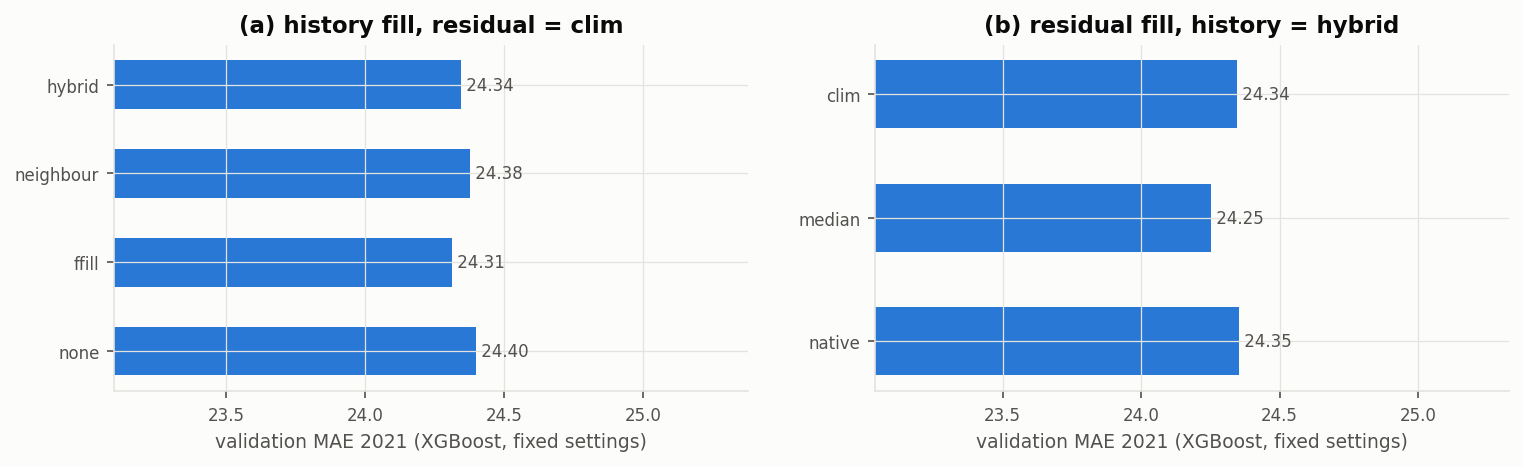 (a) history fill, residual = clim
hybrid
24.34
neighbour
24.38
ffill
24.31
none
24.40
23.5
24.0
24.5
25.0
validation MAE 2021 (XGBoost, fixed settings)
(b) residual fill, history = hybrid
clim
24.34
median
24.25
native
24.35
23.5
24.0
24.5
25.0
validation MAE 2021 (XGBoost, fixed settings)